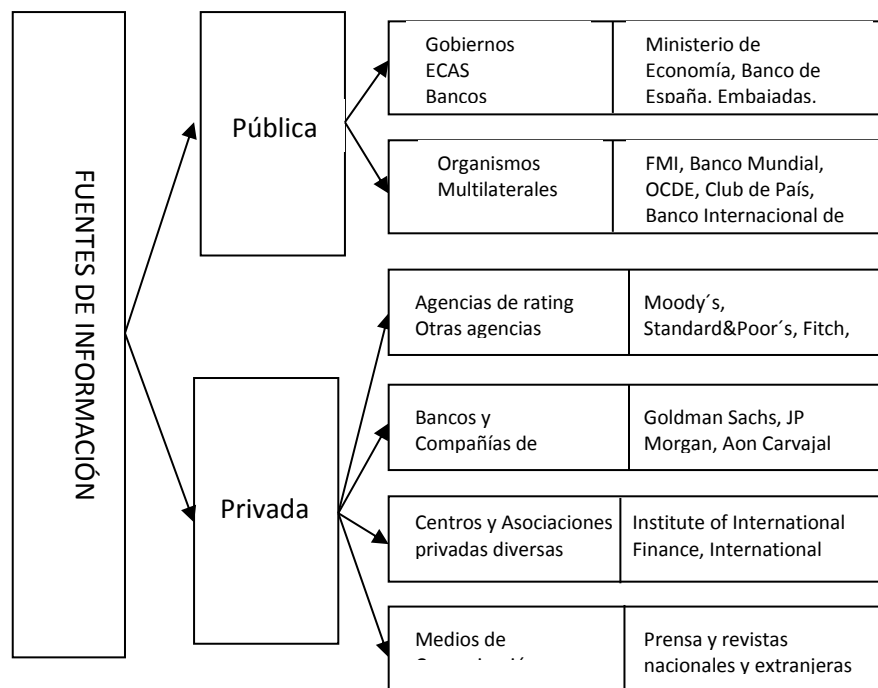 FUENTES DE INFORMACIÓN
Pública
Gobiernos
ECAS
Bancos
Ministerio de
Economía, Banco de
España. Embajadas.
Organismos
Multilaterales
FMI, Banco Mundial,
OCDE, Club de País,
Banco Internacional de
Privada
Agencias de rating
Otras agencias
Moody´s,
Standard&Poor´s, Fitch,
Bancos y
Compañías de
Goldman Sachs, JP
Morgan, Aon Carvajal
Centros y Asociaciones
privadas diversas
Institute of International
Finance, International
Medios de
Prensa y revistas
nacionales y extranjeras